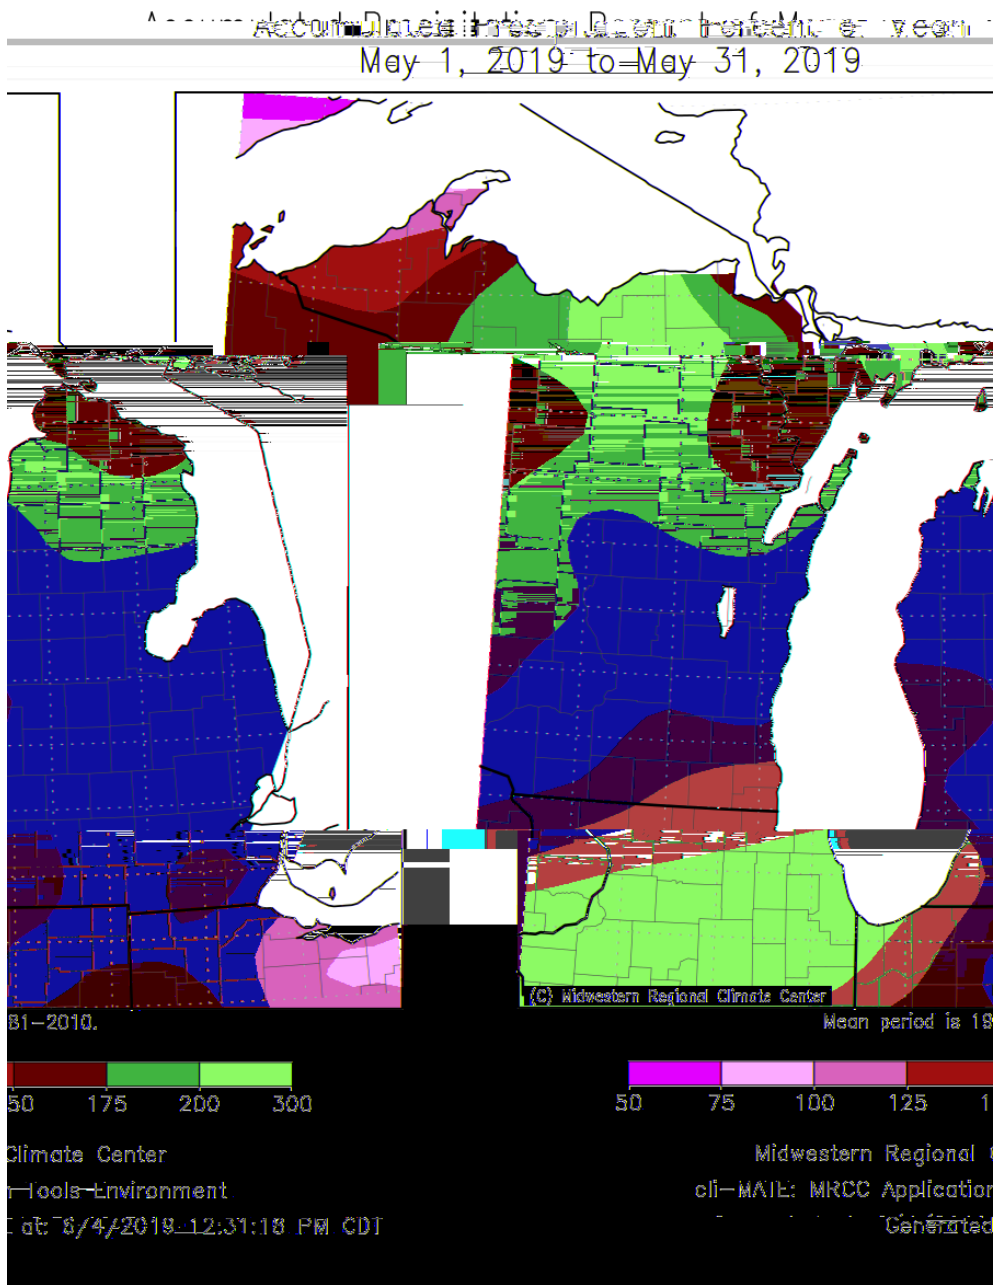 Accumulated
May 1, 2019 to May 31, 2019
(C) Midwestern Regional Climate Center
81-2010.
Mean period is 19
50 175 200 300
50 75 100 125 1
Climate Center
Midwestern Regional
Tools Environment
cli-MATE: MRCC Application
at: 6/4/2019 12:31:18 PM CDT
Generated